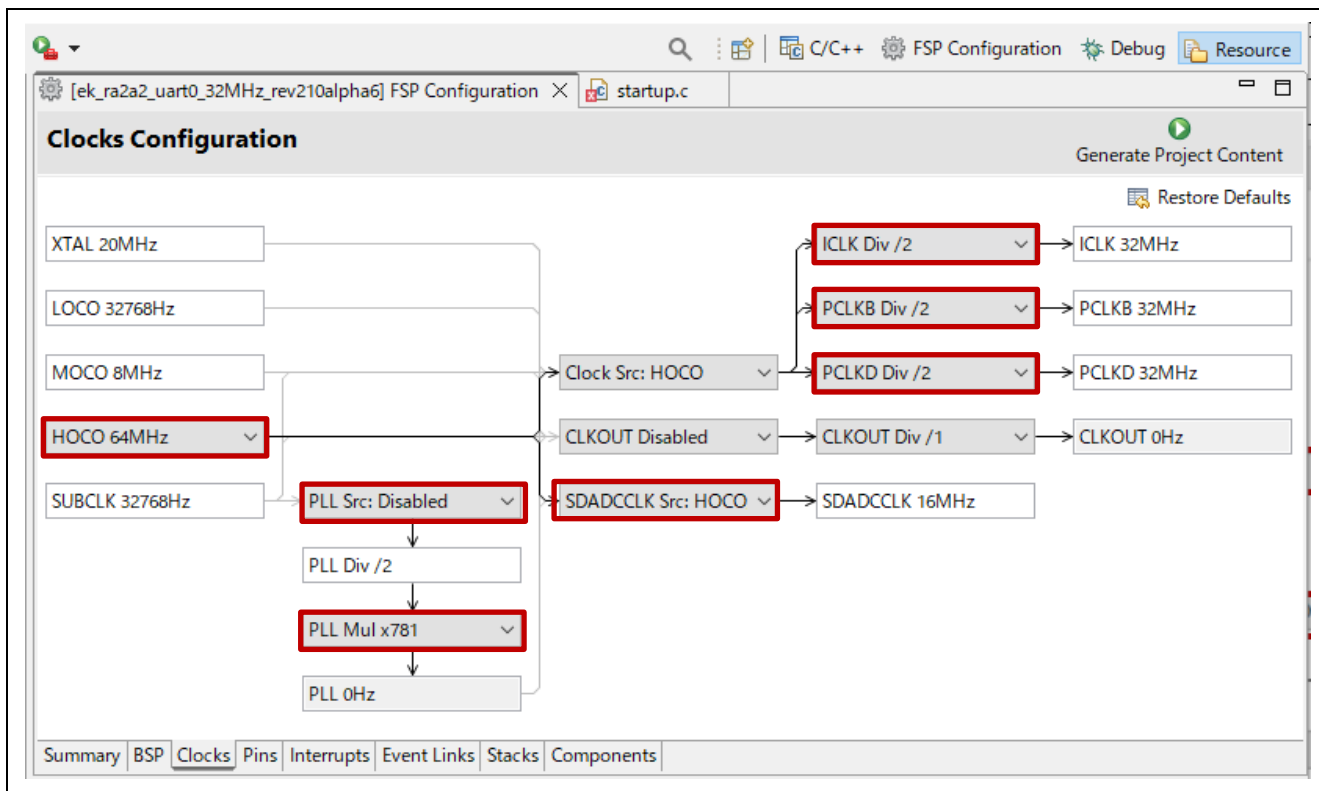 C/C++ FSP Configuration Debug Resource
[ek_ra2a2_uart0_32MHz_rev210alpha6] FSP Configuration startup.c
Clocks Configuration
Generate Project Content
Restore Defaults
XTAL 20MHz ICLK Div /2 ICLK 32MHz
LOCO 32768Hz PCLKB Div /2 PCLKB 32MHz
MOCO 8MHz Clock Src: HOCO PCLKD Div /2 PCLKD 32MHz
HOCO 64MHz CLKOUT Disabled CLKOUT Div /1 CLKOUT 0Hz
SUBCLK 32768Hz PLL Src: Disabled SDADCCLK Src: HOCO SDADCCLK 16MHz
PLL Div /2
PLL Mul x781
PLL 0Hz
Summary BSP Clocks Pins Interrupts Event Links Stacks Components